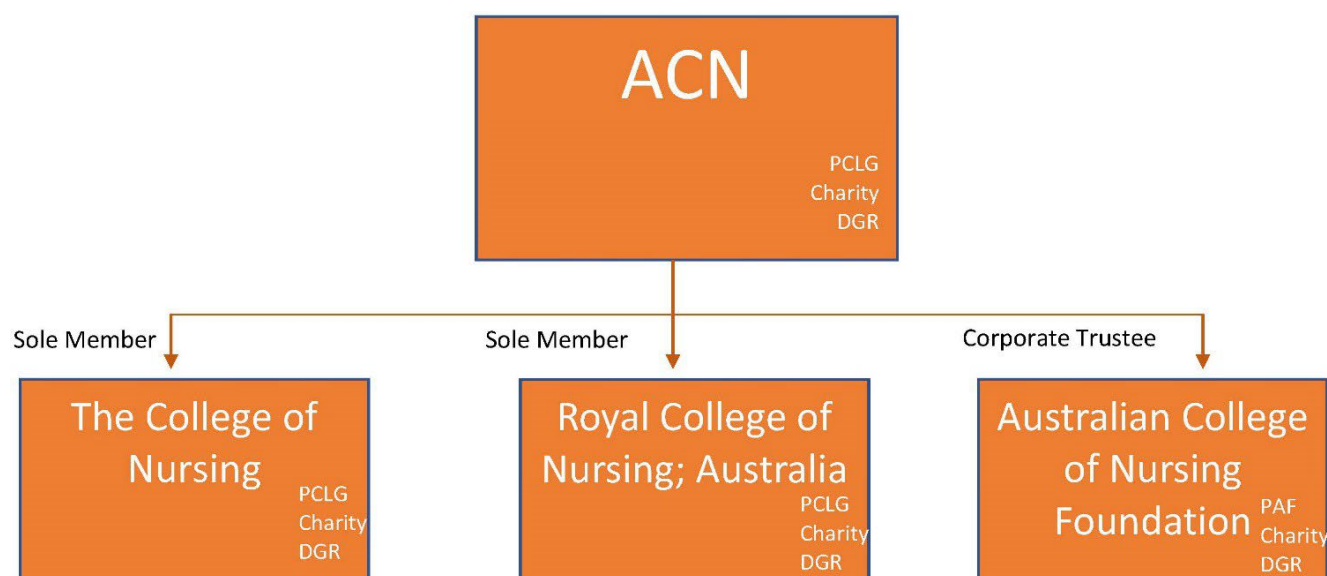 ACN
PCLG
Charity
DGR
Sole Member
Sole Member
Corporate Trustee
The College of
Nursing
PCLG
Charity
DGR
Royal College of
Nursing; Australia
PCLG
Charity
DGR
Australian College
of Nursing
Foundation
PAF
Charity
DGR